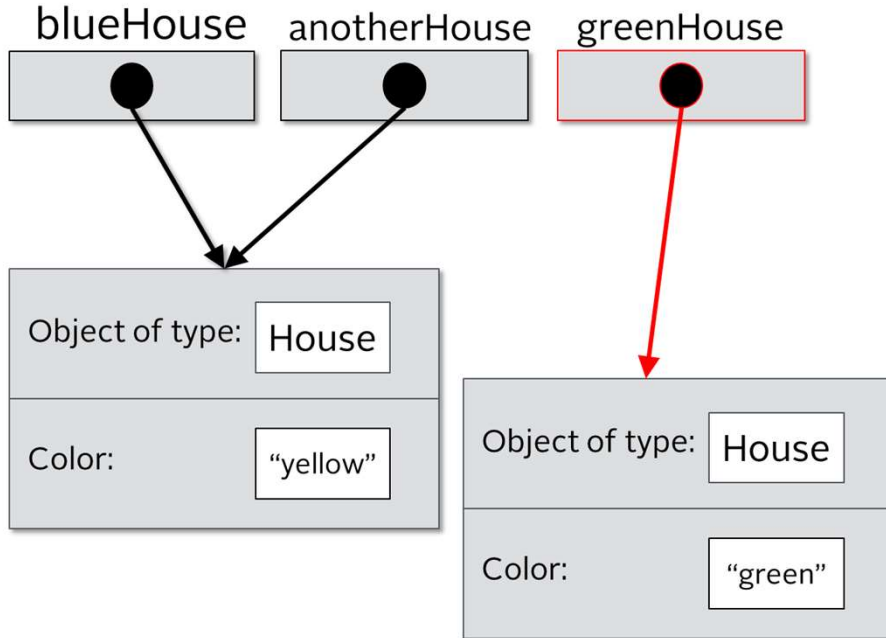 blueHouse
anotherHouse
greenHouse
Object of type: House
Color: “yellow”
Object of type: House
Color: “green”